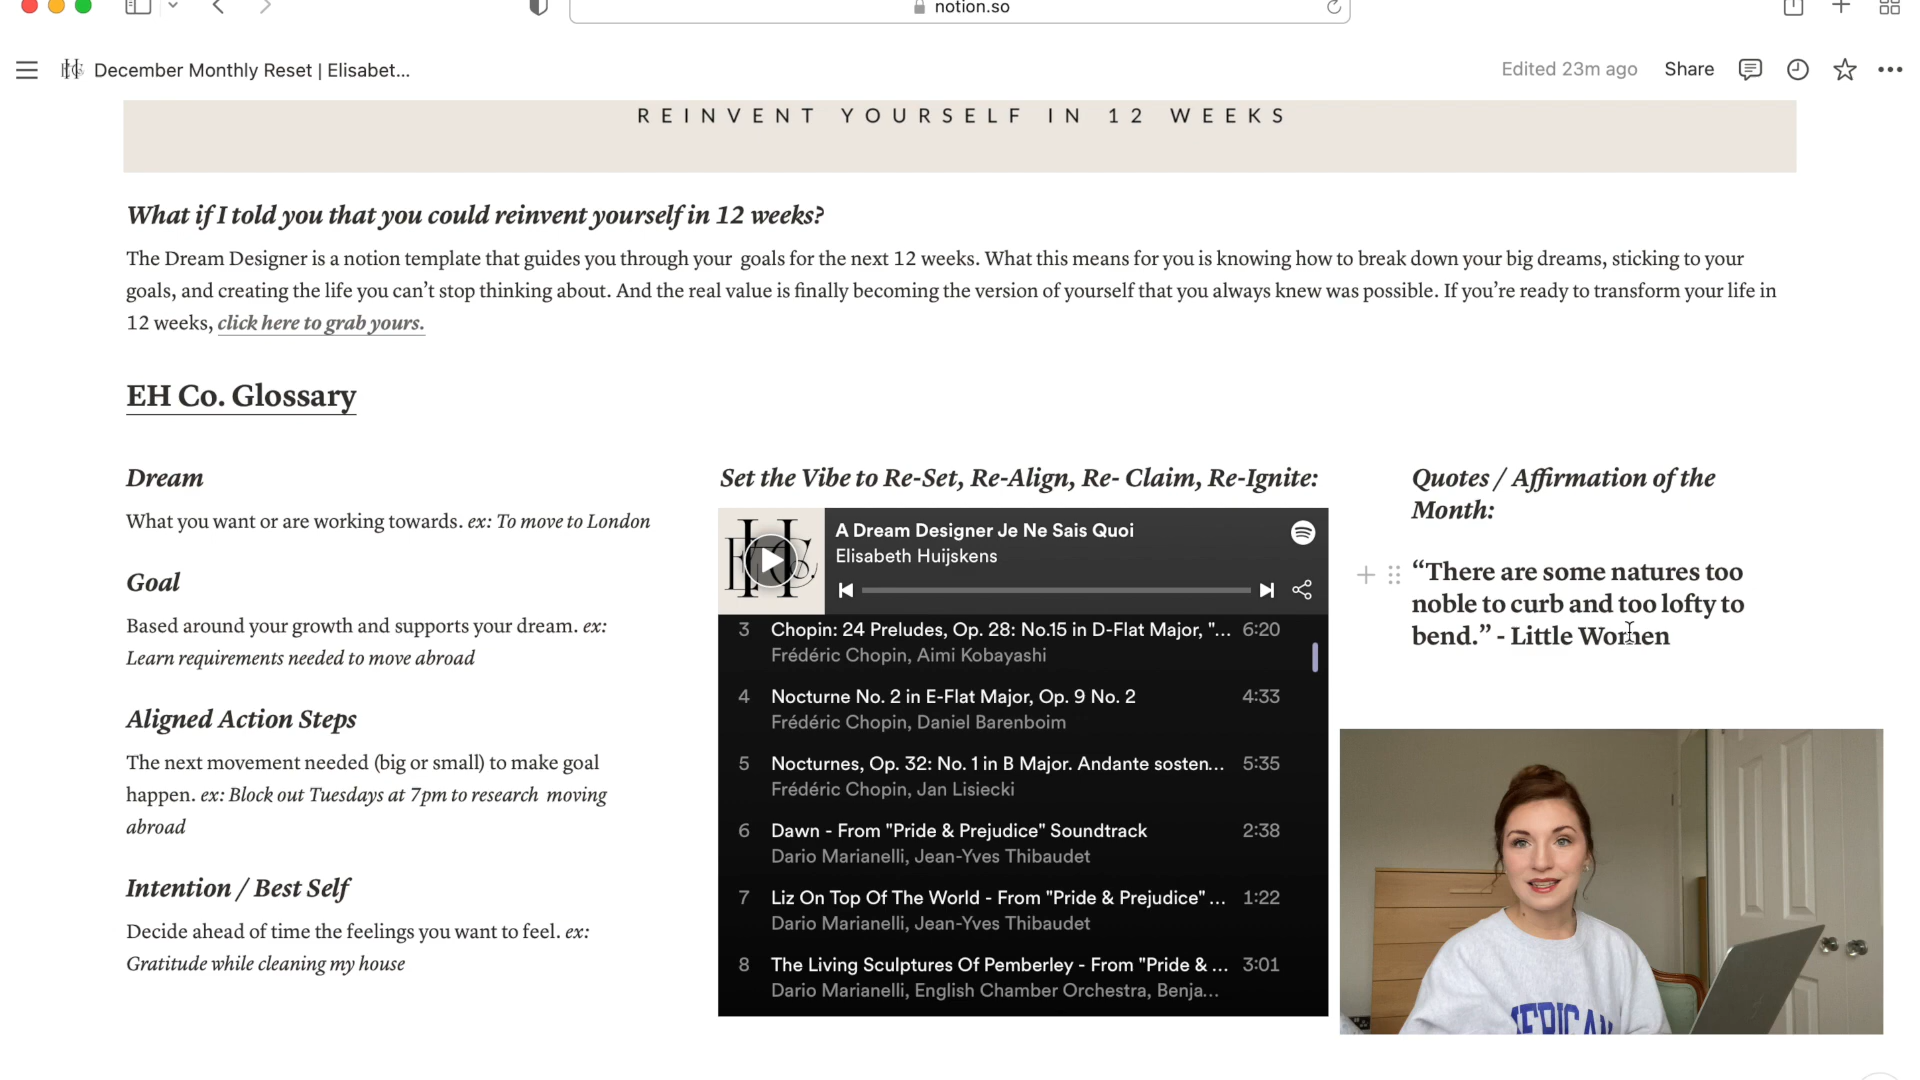 notion.so
December Monthly Reset | Elisabet...
Edited 23m ago
Share
REINVENT YOURSELF IN 12 WEEKS
What if I told you that you could reinvent yourself in 12 weeks?
The Dream Designer is a notion template that guides you through your goals for the next 12 weeks. What this means for you is knowing how to break down your big dreams, sticking to your
goals, and creating the life you can’t stop thinking about. And the real value is finally becoming the version of yourself that you always knew was possible. If you’re ready to transform your life in
12 weeks, click here to grab yours.
EH Co. Glossary
Dream
What you want or are working towards. ex: To move to London
Goal
Based around your growth and supports your dream. ex:
Learn requirements needed to move abroad
Aligned Action Steps
The next movement needed (big or small) to make goal
happen. ex: Block out Tuesdays at 7pm to research moving
abroad
Intention / Best Self
Decide ahead of time the feelings you want to feel. ex:
Gratitude while cleaning my house
Set the Vibe to Re-Set, Re-Align, Re- Claim, Re-Ignite:
A Dream Designer Je Ne Sais Quoi
Elisabeth Huijskens
3 Chopin: 24 Preludes, Op. 28: No.15 in D-Flat Major, "... 6:20
Frédéric Chopin, Aimi Kobayashi
4 Nocturne No. 2 in E-Flat Major, Op. 9 No. 2 4:33
Frédéric Chopin, Daniel Barenboim
5 Nocturnes, Op. 32: No. 1 in B Major. Andante sosten... 5:35
Frédéric Chopin, Jan Lisiecki
6 Dawn - From "Pride & Prejudice" Soundtrack 2:38
Dario Marianelli, Jean-Yves Thibaudet
7 Liz On Top Of The World - From "Pride & Prejudice" ... 1:22
Dario Marianelli, Jean-Yves Thibaudet
8 The Living Sculptures Of Pemberley - From "Pride & ... 3:01
Dario Marianelli, English Chamber Orchestra, Benja...
Quotes / Affirmation of the
Month:
“There are some natures too
noble to curb and too lofty to
bend.” - Little Women